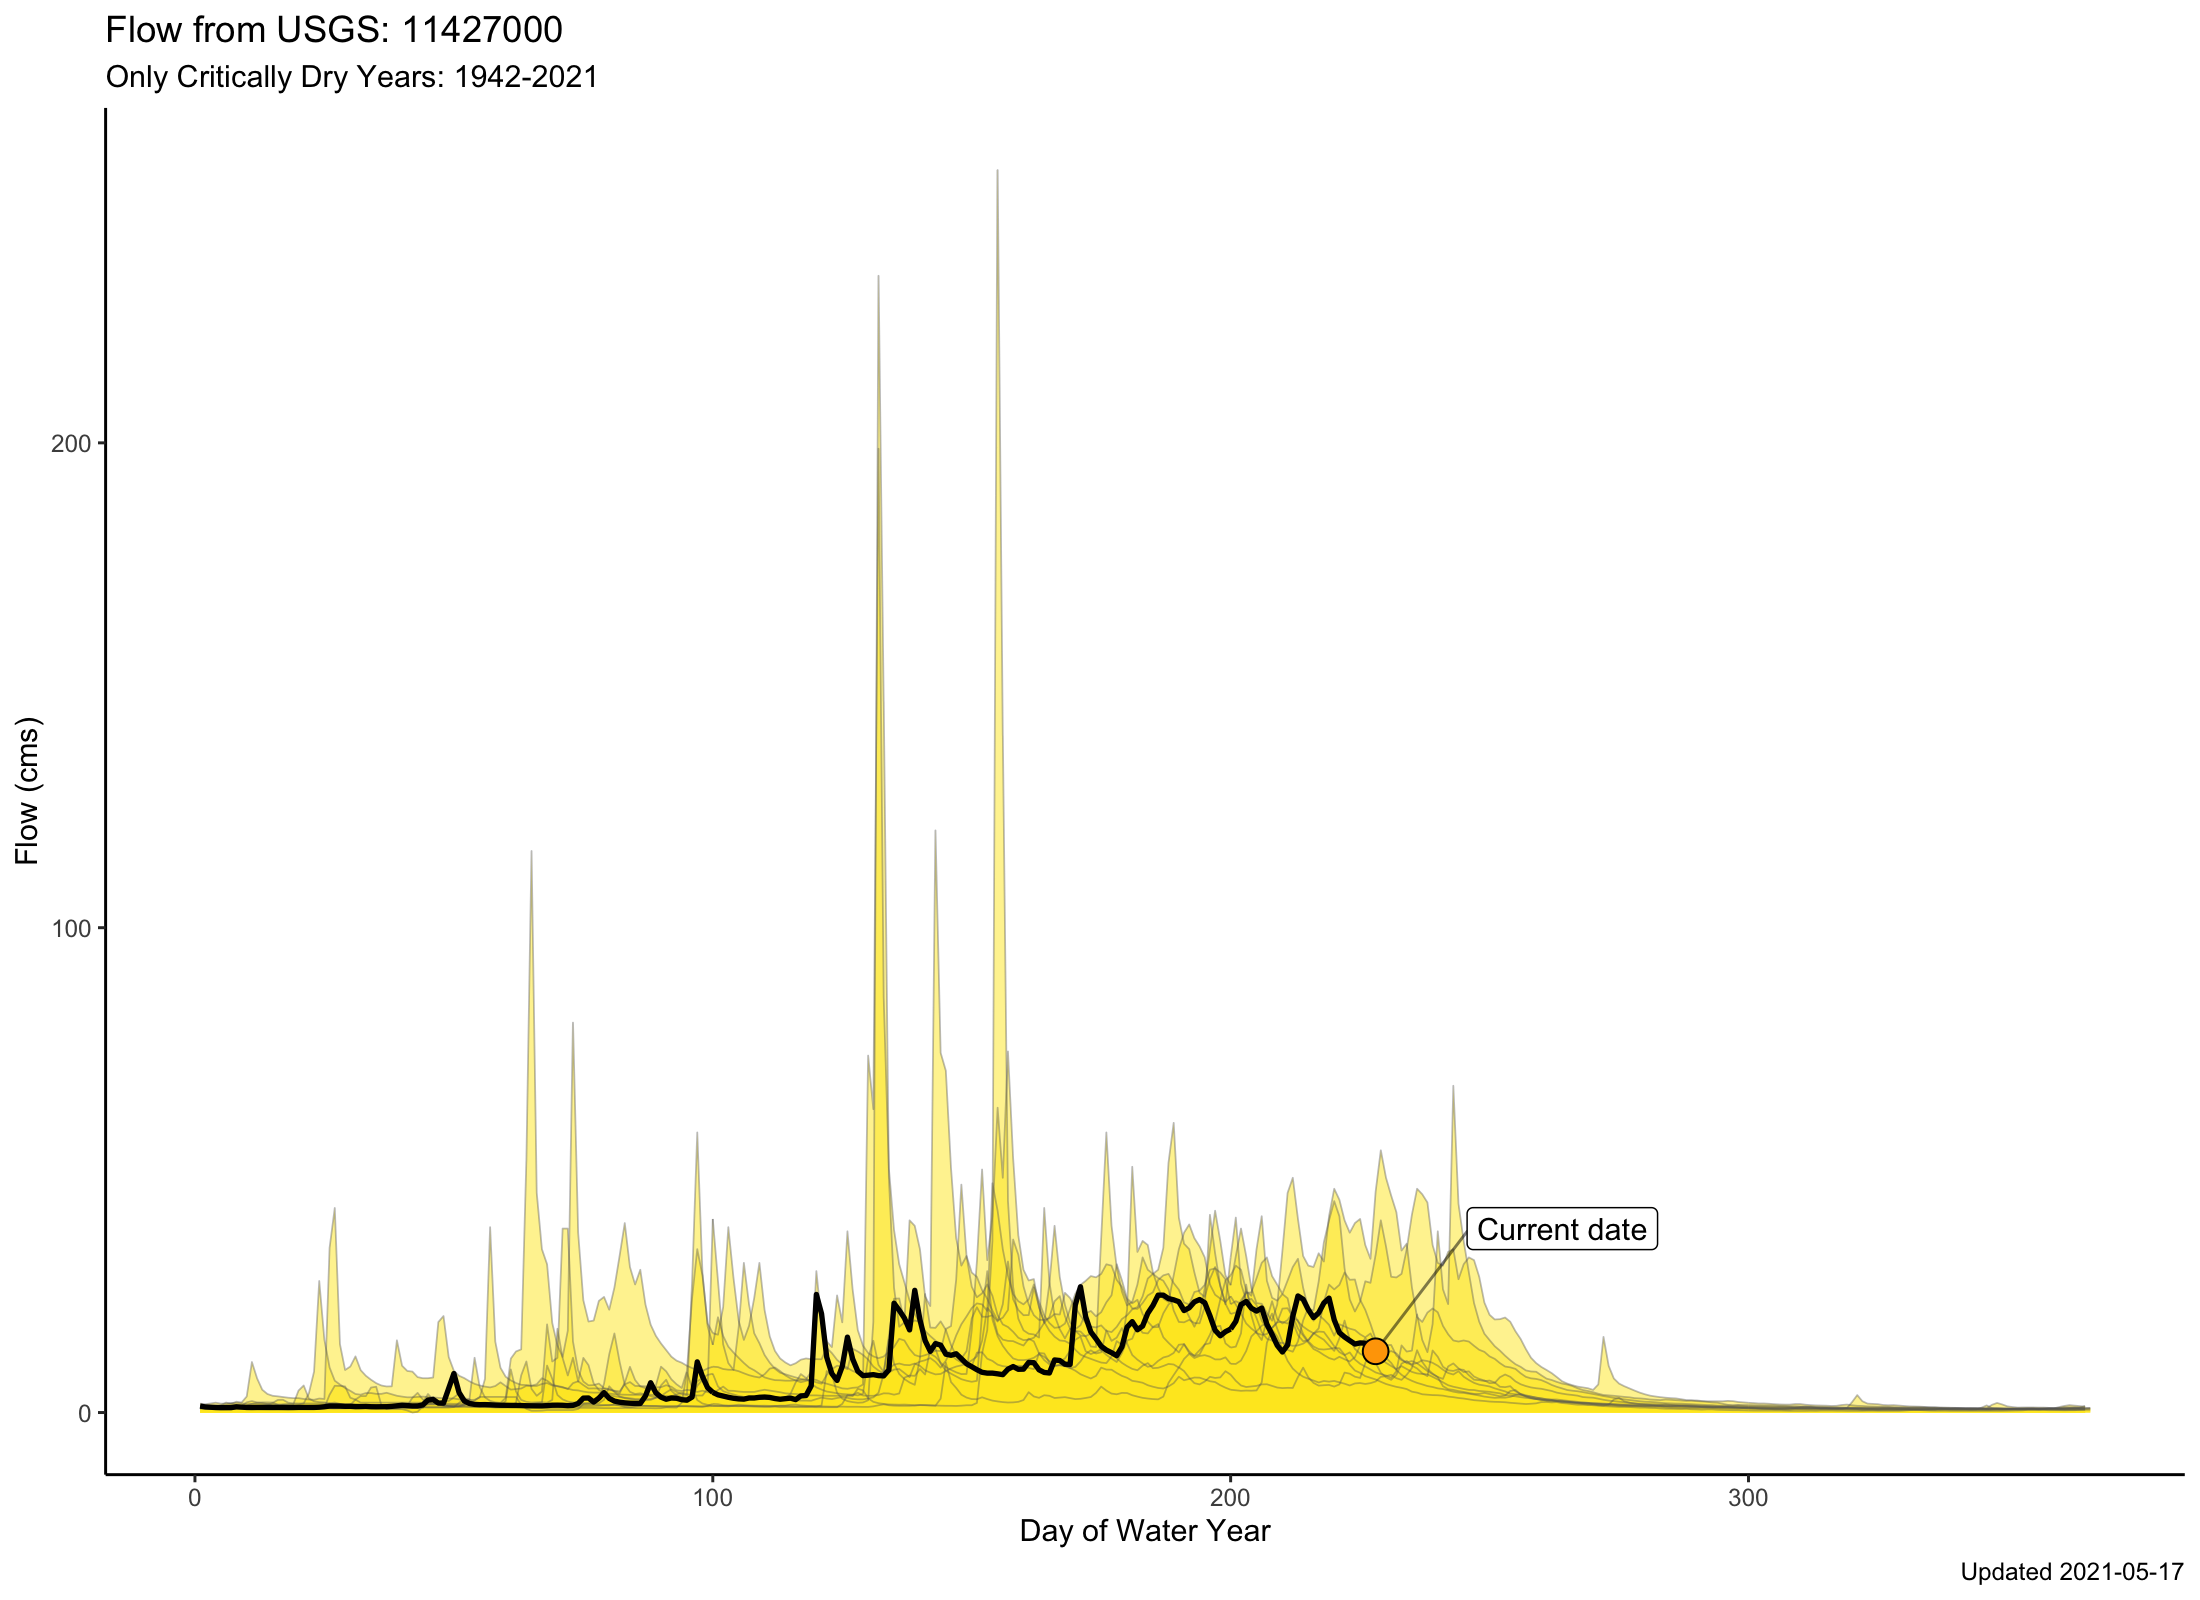 Flow from USGS: 11427000
Only Critically Dry Years: 1942-2021
Flow (cms)
200
100
0
Current date
0 100 200 300
Day of Water Year
Updated 2021-05-17